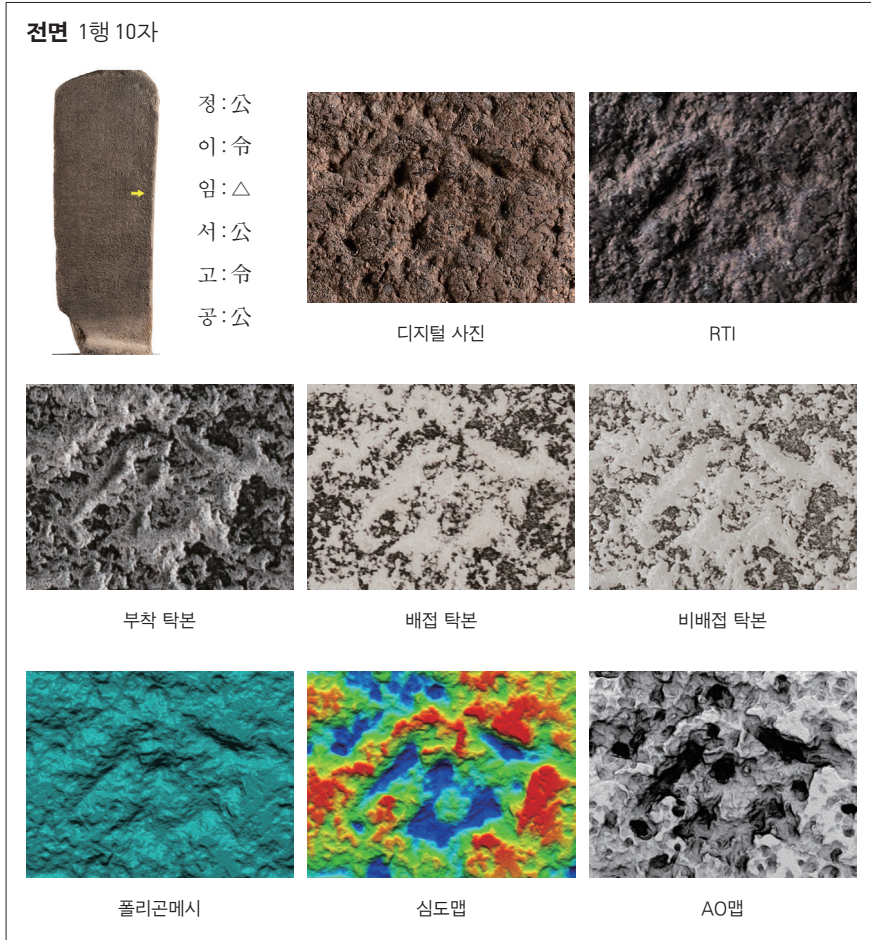 전면 1행 10자
정:公
이:令
임:△
서:公
고:令
공:公
디지털 사진
RTI
부착 탁본
배접 탁본
비배접 탁본
폴리곤메시
심도맵
AO맵